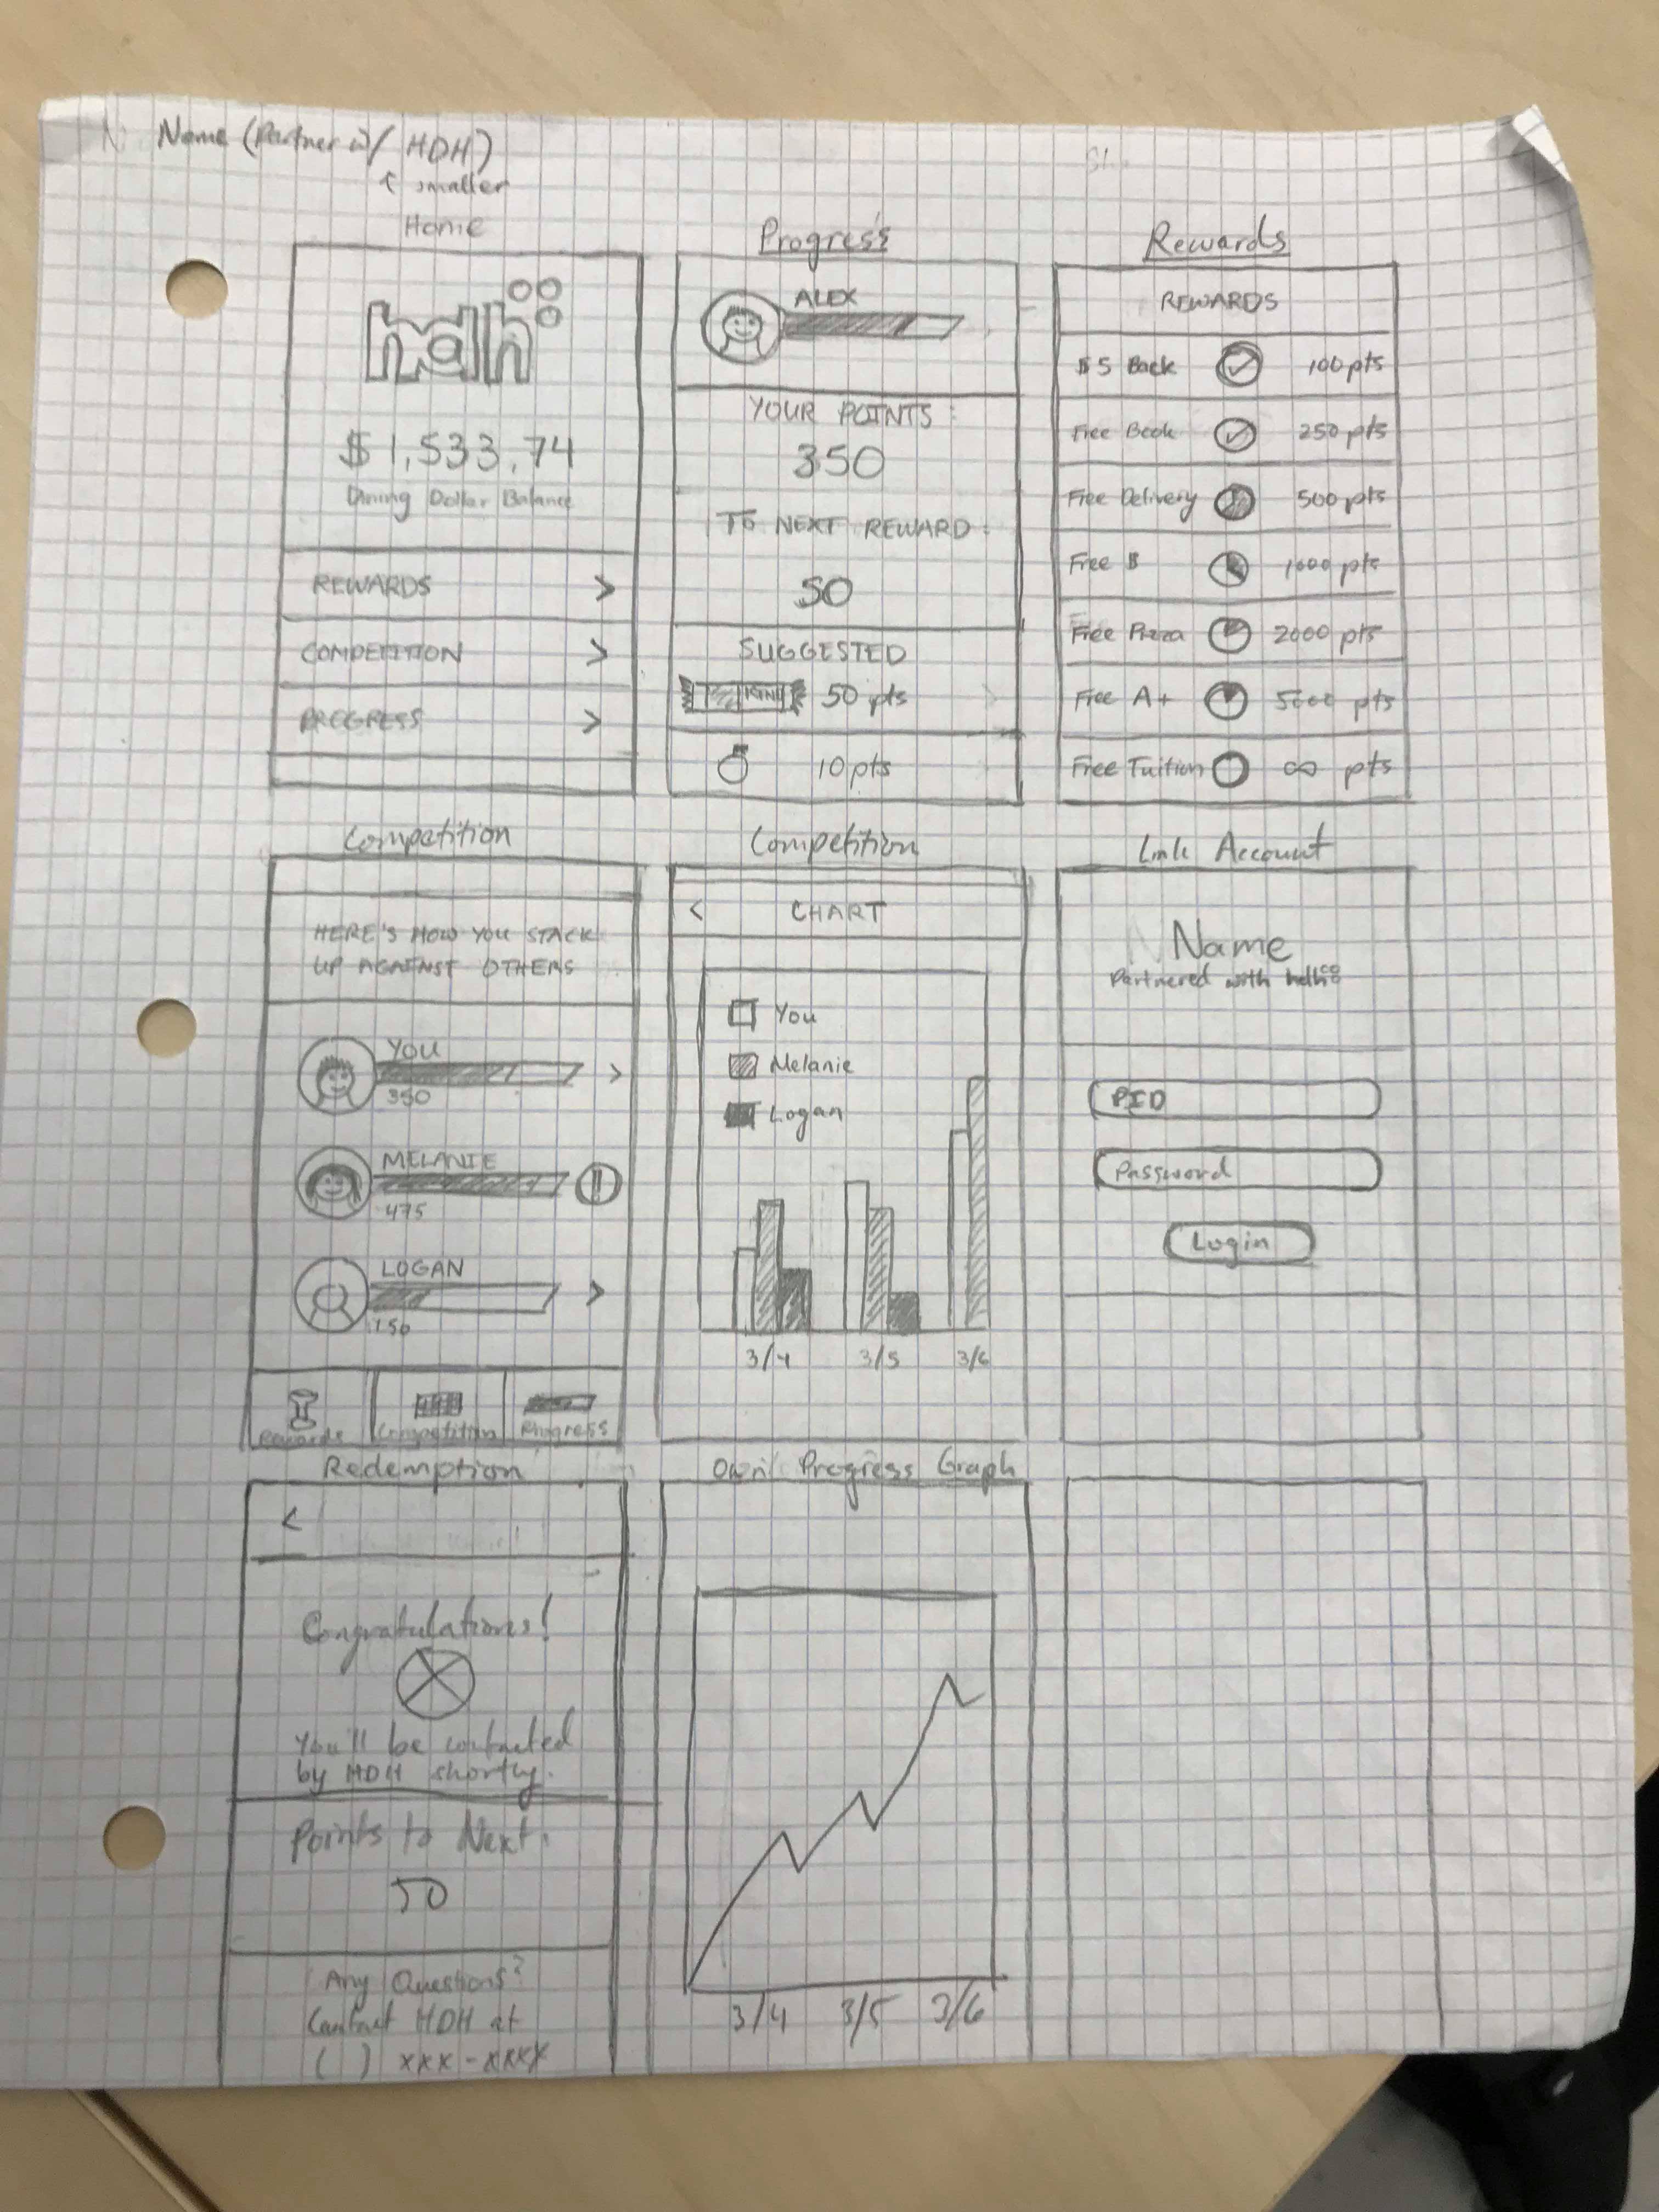 Name (Partner w/ HDH)
↑ smaller
Home
hdh
$1,533.74
Dining Dollar Balance
REWARDS >
COMPETITION >
PROGRESS >
Progress
ALEX
YOUR POINTS:
350
TO NEXT REWARD:
50
SUGGESTED
KIND 50 pts
10 pts
Rewards
REWARDS
$5 Back 100 pts
Free Book 250 pts
Free Delivery 500 pts
Free B 1000 pts
Free Pizza 2000 pts
Free A+ 5000 pts
Free Tuition ∞ pts
Competition
HERE'S HOW YOU STACK
UP AGAINST OTHERS
YOU
350
>
MELANIE
475
LOGAN
150
>
Rewards Competition Progress
Competition
< CHART
You
Melanie
Logan
3/4 3/5 3/6
Link Account
Name
Partnered with hdh
PID
Password
Login
Redemption
<
Congratulations!
You'll be contacted
by HDH shortly.
Points to Next:
50
Any Questions?
Contact HDH at
( ) xxx-xxxx
Own Progress Graph
3/4 3/5 3/6